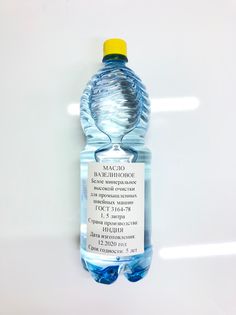 МАСЛО
ВАЗЕЛИНОВОЕ
Белое минеральное
высокой очистки
для промышленных
швейных машин
ГОСТ 3164-78
1, 5 литра
Страна производства
ИНДИЯ
Дата изготовления
12.2020 год
Срок годности: 5 лет